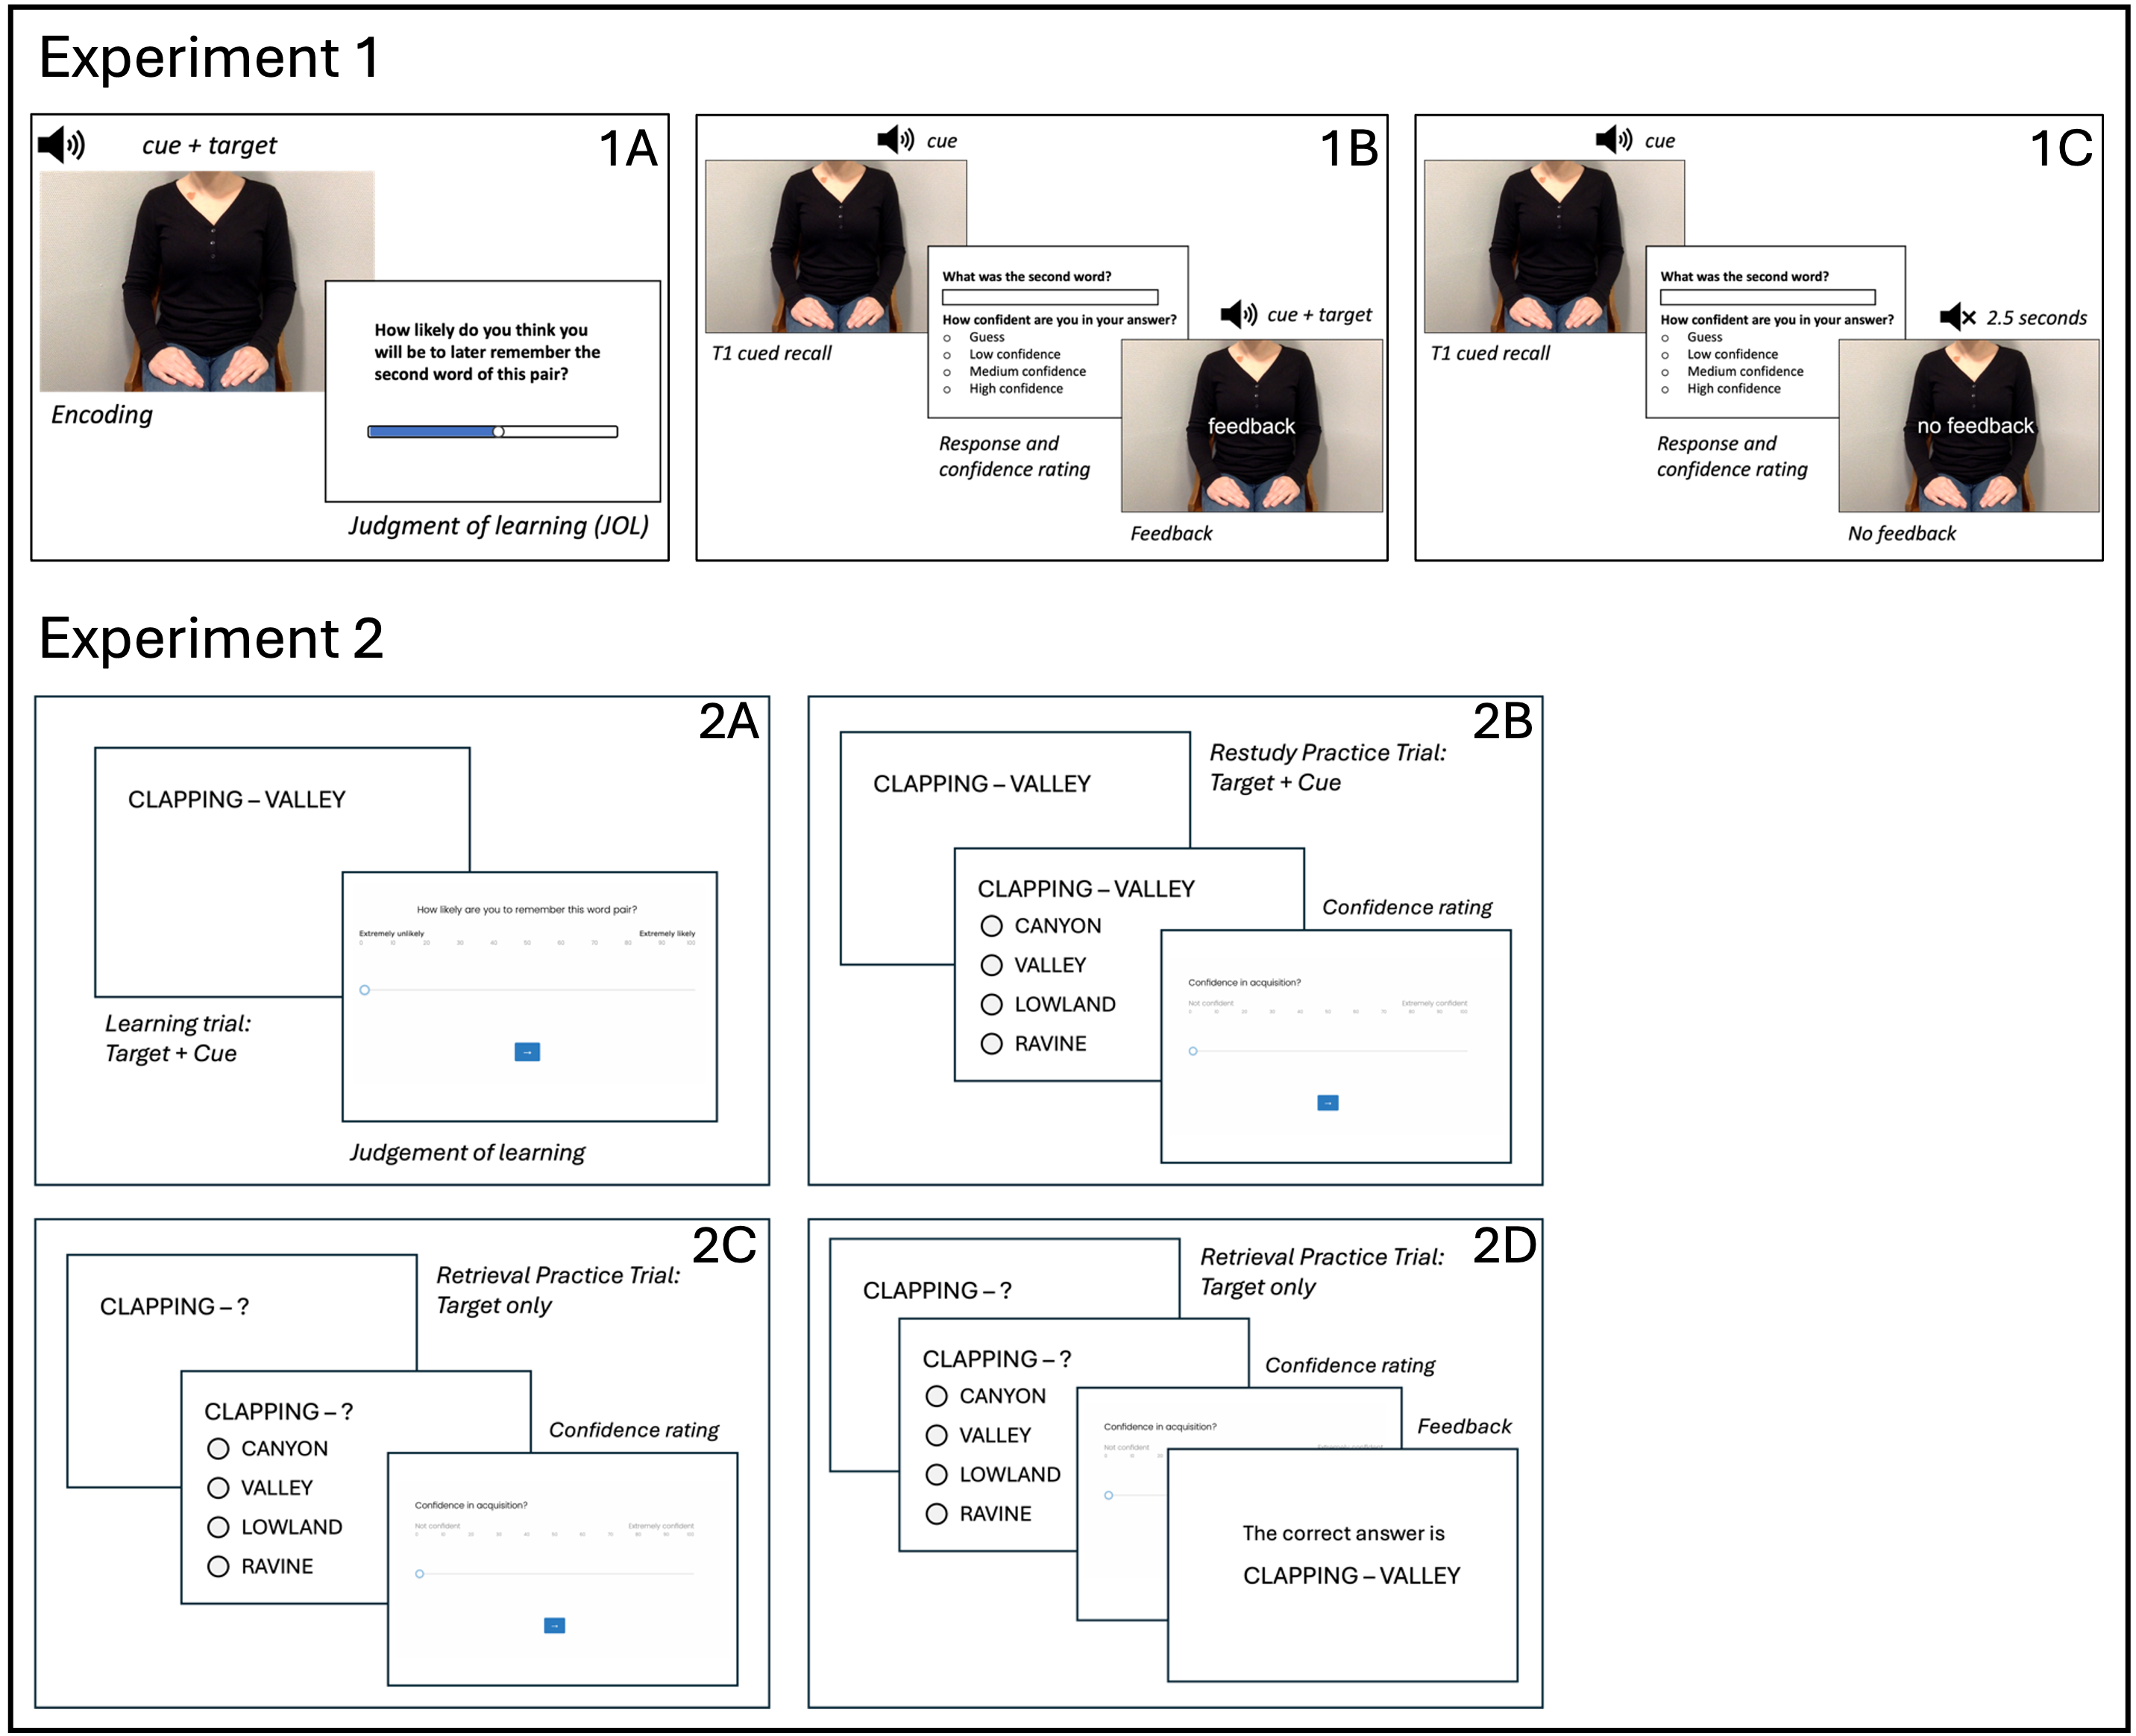 Experiment 1
cue + target
1A
Encoding
How likely do you think you
will be to later remember the
second word of this pair?
Judgment of learning (JOL)
cue
1B
T1 cued recall
What was the second word?
How confident are you in your answer?
Guess
Low confidence
Medium confidence
High confidence
Response and
confidence rating
cue + target
feedback
Feedback
cue
1C
T1 cued recall
What was the second word?
How confident are you in your answer?
Guess
Low confidence
Medium confidence
High confidence
Response and
confidence rating
2.5 seconds
no feedback
No feedback
Experiment 2
2A
CLAPPING – VALLEY
Learning trial:
Target + Cue
How likely are you to remember this word pair?
Extremely unlikely Extremely likely
0 10 20 30 40 50 60 70 80 90 100
→
Judgement of learning
2B
CLAPPING – VALLEY
Restudy Practice Trial:
Target + Cue
CLAPPING – VALLEY
CANYON
VALLEY
LOWLAND
RAVINE
Confidence rating
Confidence in acquisition?
Not confident Extremely confident
0 10 20 30 40 50 60 70 80 90 100
→
2C
CLAPPING – ?
Retrieval Practice Trial:
Target only
CLAPPING – ?
CANYON
VALLEY
LOWLAND
RAVINE
Confidence rating
Confidence in acquisition?
Not confident Extremely confident
0 10 20 30 40 50 60 70 80 90 100
→
2D
CLAPPING – ?
Retrieval Practice Trial:
Target only
CLAPPING – ?
CANYON
VALLEY
LOWLAND
RAVINE
Confidence rating
Confidence in acquisition?
Not confident Extremely confident
0 10 20
Feedback
The correct answer is
CLAPPING – VALLEY